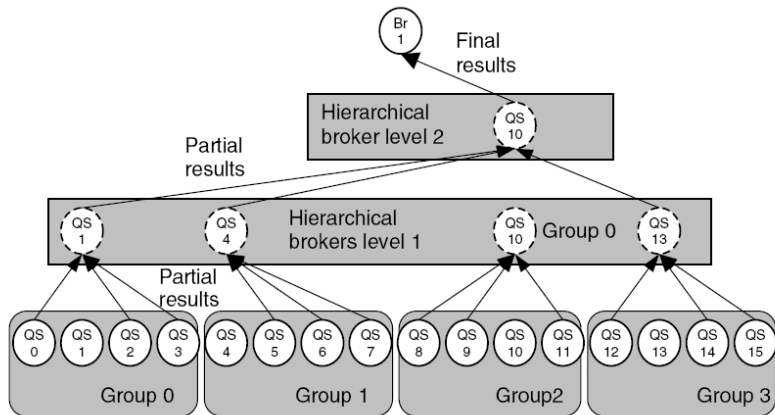 Br
1
Final
results
Hierarchical
broker level 2
QS
10
Partial
results
QS
1
QS
4
Hierarchical
brokers level 1
QS
10
Group 0
QS
13
Partial
results
QS
0
QS
1
QS
2
QS
3
Group 0
QS
4
QS
5
QS
6
QS
7
Group 1
QS
8
QS
9
QS
10
QS
11
Group2
QS
12
QS
13
QS
14
QS
15
Group 3